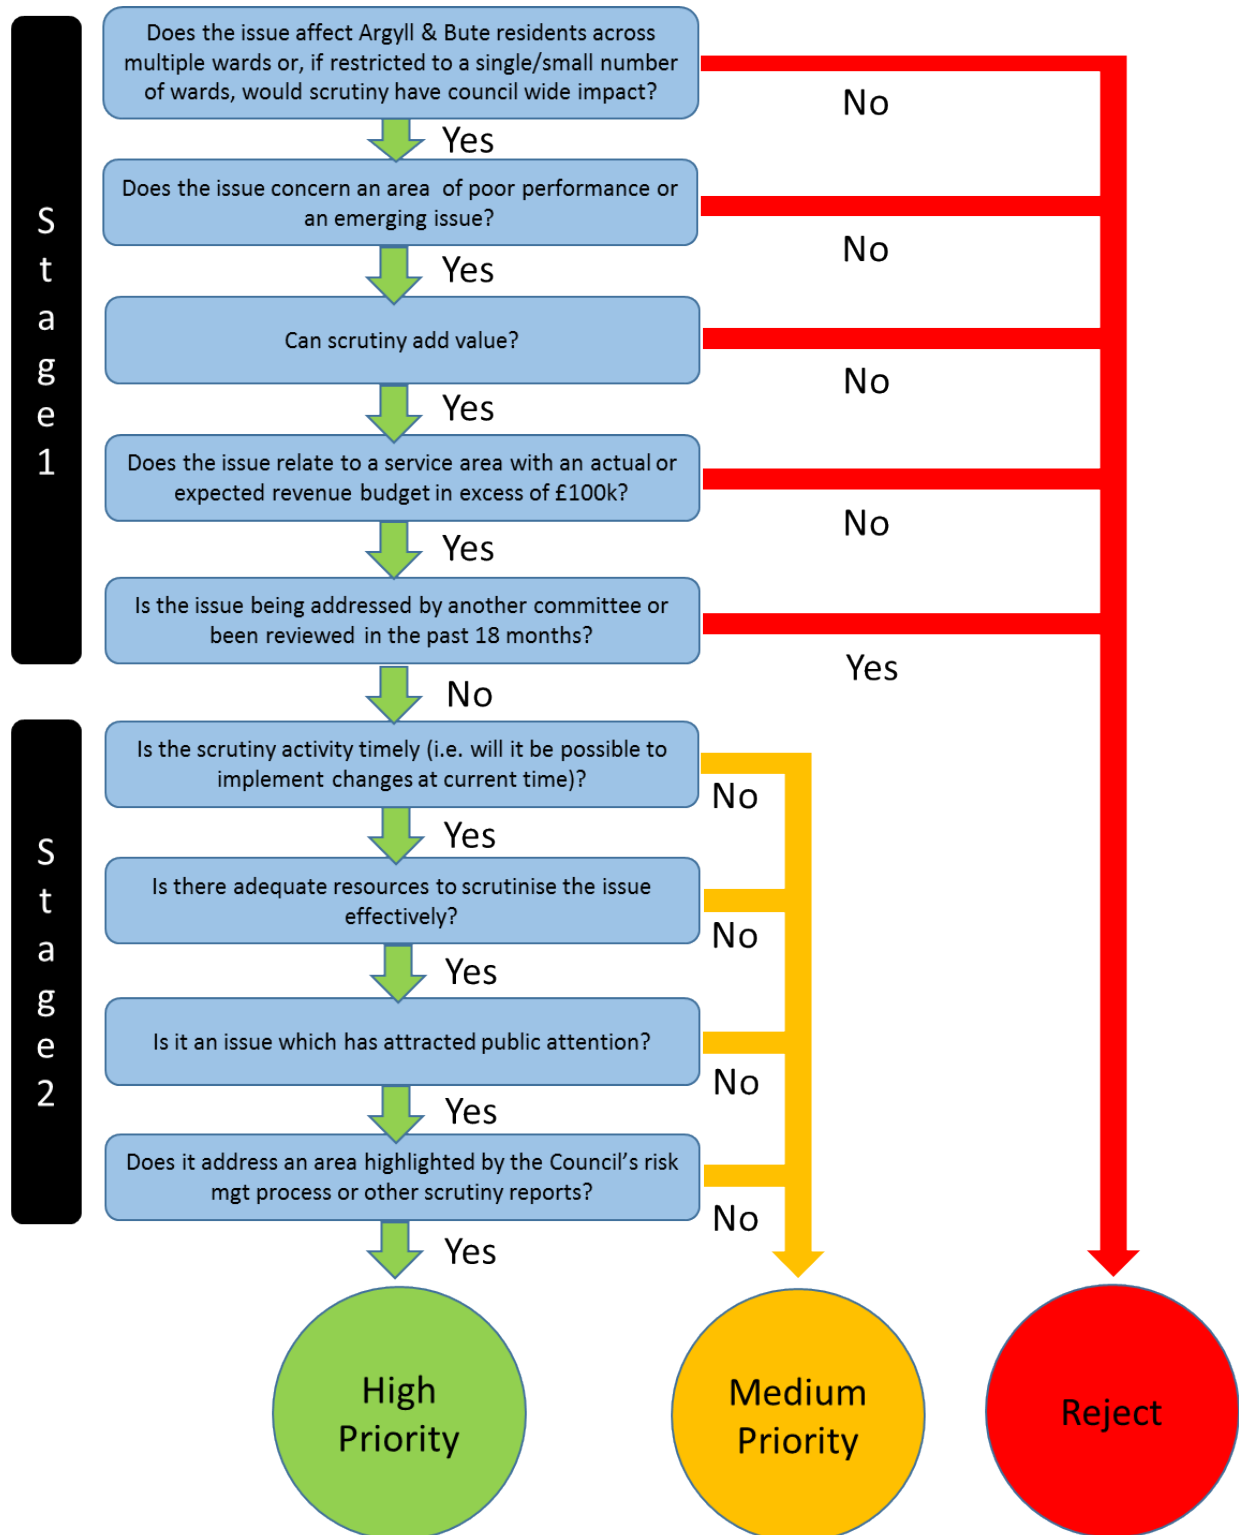 Stage1
Does the issue affect Argyll & Bute residents across
multiple wards or, if restricted to a single/small number
of wards, would scrutiny have council wide impact?
No
Yes
Does the issue concern an area of poor performance or
an emerging issue?
No
Yes
Can scrutiny add value?
No
Yes
Does the issue relate to a service area with an actual or
expected revenue budget in excess of £100k?
No
Yes
Is the issue being addressed by another committee or
been reviewed in the past 18 months?
Yes
No
Stage2
Is the scrutiny activity timely (i.e. will it be possible to
implement changes at current time)?
No
Yes
Is there adequate resources to scrutinise the issue
effectively?
No
Yes
Is it an issue which has attracted public attention?
No
Yes
Does it address an area highlighted by the Council’s risk
mgt process or other scrutiny reports?
No
Yes
High
Priority
Medium
Priority
Reject